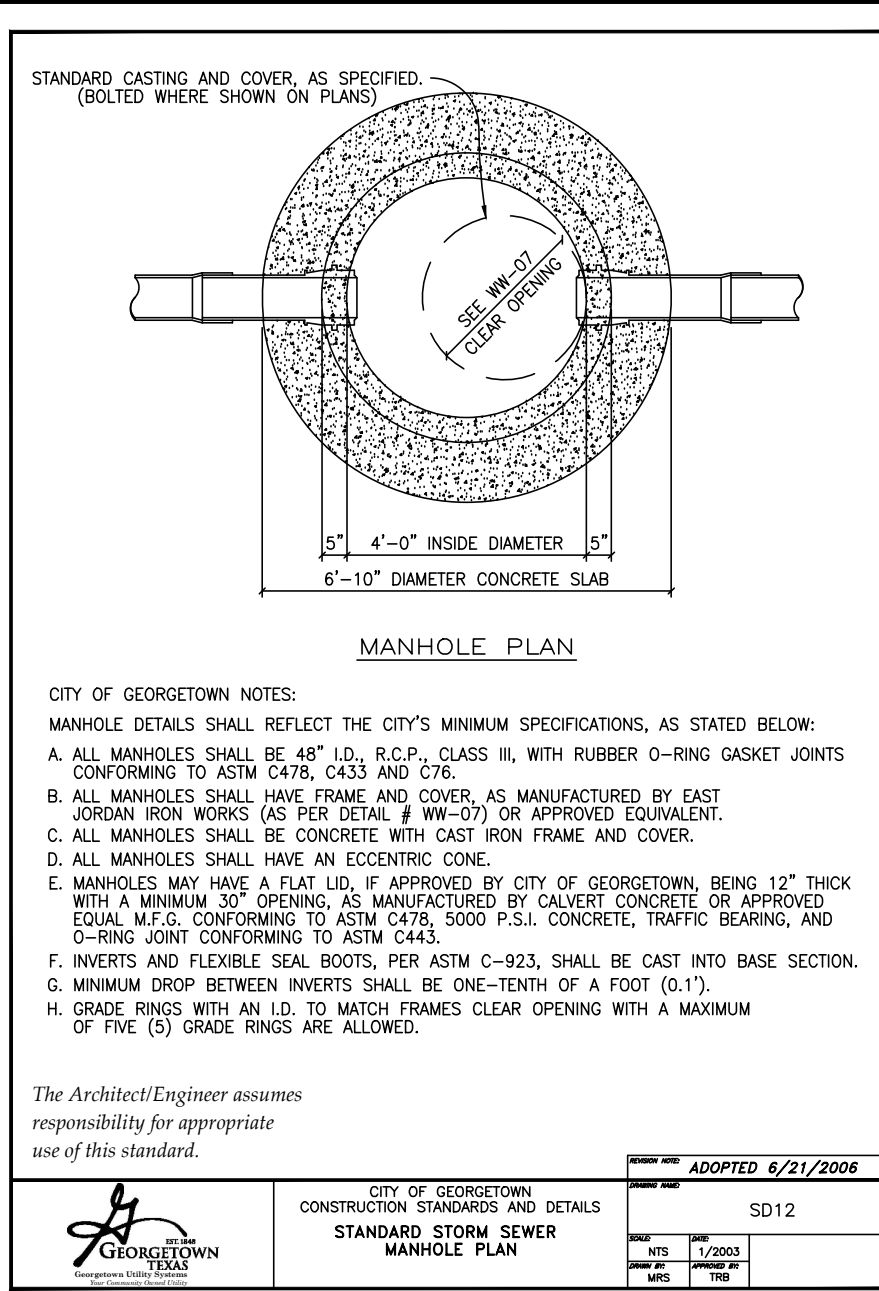 STANDARD CASTING AND COVER, AS SPECIFIED.
(BOLTED WHERE SHOWN ON PLANS)
SEE WW-07
CLEAR OPENING
5" 4'-0" INSIDE DIAMETER 5"
6'-10" DIAMETER CONCRETE SLAB
MANHOLE PLAN
CITY OF GEORGETOWN NOTES:
MANHOLE DETAILS SHALL REFLECT THE CITY'S MINIMUM SPECIFICATIONS, AS STATED BELOW:
A. ALL MANHOLES SHALL BE 48" I.D., R.C.P., CLASS III, WITH RUBBER O-RING GASKET JOINTS
CONFORMING TO ASTM C478, C433 AND C76.
B. ALL MANHOLES SHALL HAVE FRAME AND COVER, AS MANUFACTURED BY EAST
JORDAN IRON WORKS (AS PER DETAIL # WW-07) OR APPROVED EQUIVALENT.
C. ALL MANHOLES SHALL BE CONCRETE WITH CAST IRON FRAME AND COVER.
D. ALL MANHOLES SHALL HAVE AN ECCENTRIC CONE.
E. MANHOLES MAY HAVE A FLAT LID, IF APPROVED BY CITY OF GEORGETOWN, BEING 12" THICK
WITH A MINIMUM 30" OPENING, AS MANUFACTURED BY CALVERT CONCRETE OR APPROVED
EQUAL M.F.G. CONFORMING TO ASTM C478, 5000 P.S.I. CONCRETE, TRAFFIC BEARING, AND
O-RING JOINT CONFORMING TO ASTM C443.
F. INVERTS AND FLEXIBLE SEAL BOOTS, PER ASTM C-923, SHALL BE CAST INTO BASE SECTION.
G. MINIMUM DROP BETWEEN INVERTS SHALL BE ONE-TENTH OF A FOOT (0.1').
H. GRADE RINGS WITH AN I.D. TO MATCH FRAMES CLEAR OPENING WITH A MAXIMUM
OF FIVE (5) GRADE RINGS ARE ALLOWED.
The Architect/Engineer assumes
responsibility for appropriate
use of this standard.
REVISION NOTE: ADOPTED 6/21/2006
EST. 1848
GEORGETOWN
TEXAS
Georgetown Utility Systems
Your Community Owned Utility
CITY OF GEORGETOWN
CONSTRUCTION STANDARDS AND DETAILS
STANDARD STORM SEWER
MANHOLE PLAN
DRAWING NAME:
SD12
SCALE: DATE:
NTS 1/2003
DRAWN BY: APPROVED BY:
MRS TRB